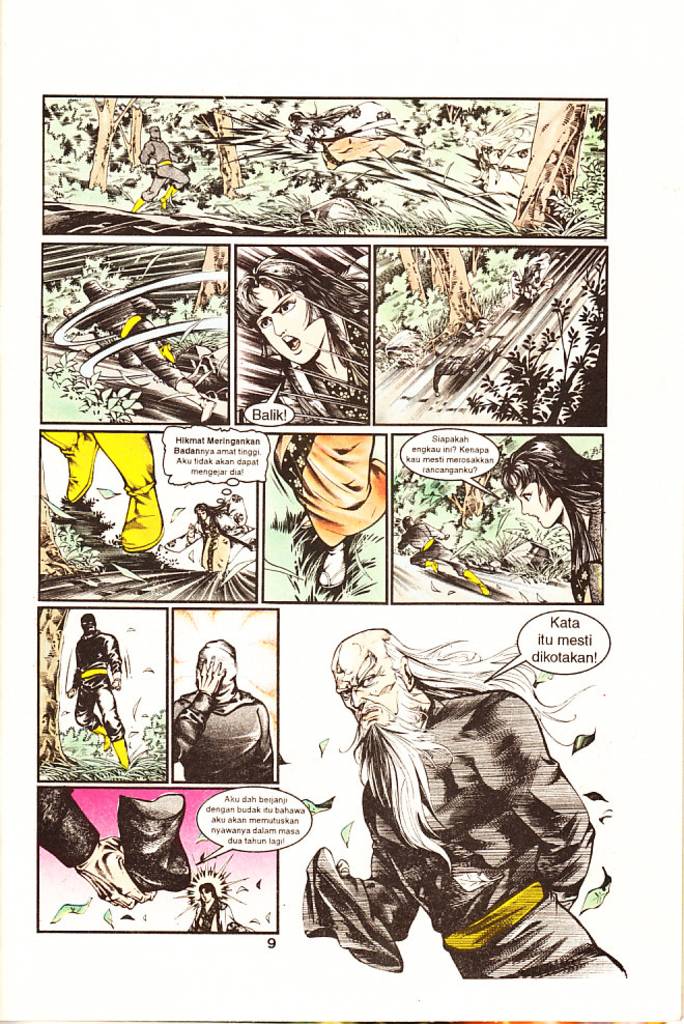 Balik!
Hikmat Meringankan
Badannya amat tinggi.
Aku tidak akan dapat
mengejar dia!
Siapakah
engkau ini? Kenapa
kau mesti merosakkan
rancanganku?
Kata
itu mesti
dikotakan!
Aku dah berjanji
dengan budak itu bahawa
aku akan memutuskan
nyawanya dalam masa
dua tahun lagi!
9